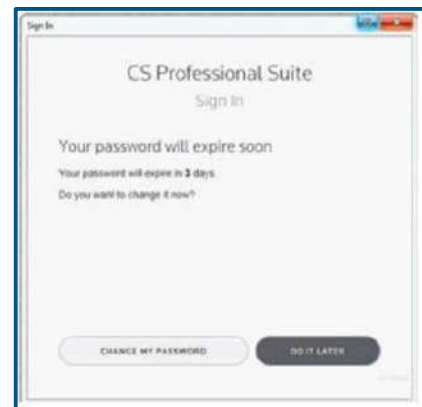 Sign In
CS Professional Suite
Sign In
Your password will expire soon
Your password will expire in 3 days.
Do you want to change it now?
CHANGE MY PASSWORD
DO IT LATER